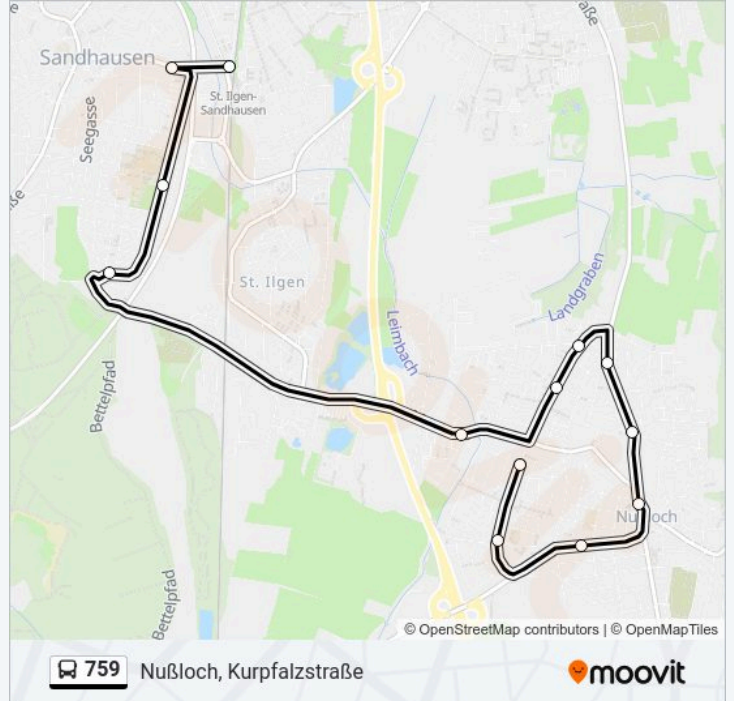 Sandhausen
St. Ilgen-
Sandhausen
Seegasse
St. Ilgen
Landgraben
Leimbach
Bettelpfad
Nußloch
Bettelpfad
© OpenStreetMap contributors | © OpenMapTiles
759 Nußloch, Kurpfalzstraße
moovit